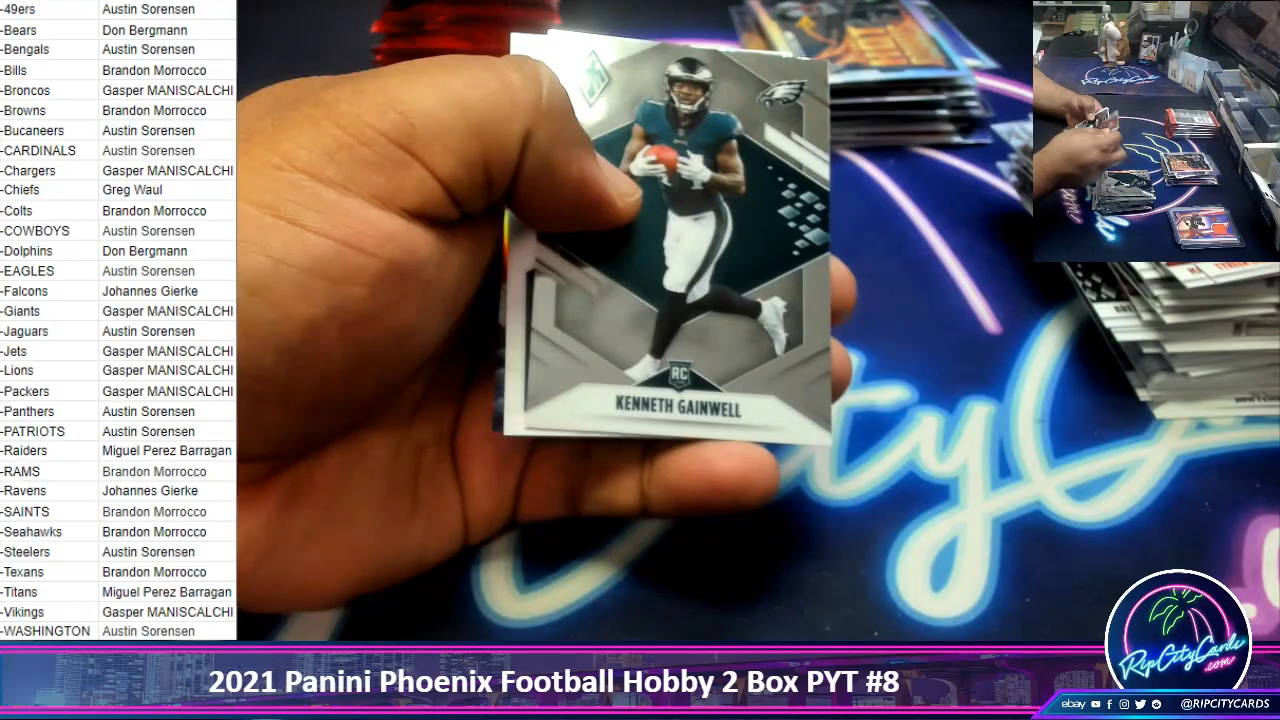 -49ers Austin Sorensen
-Bears Don Bergmann
-Bengals Austin Sorensen
-Bills Brandon Morrocco
-Broncos Gasper MANISCALCHI
-Browns Brandon Morrocco
-Bucaneers Austin Sorensen
-CARDINALS Austin Sorensen
-Chargers Gasper MANISCALCHI
-Chiefs Greg Waul
-Colts Brandon Morrocco
-COWBOYS Austin Sorensen
-Dolphins Don Bergmann
-EAGLES Austin Sorensen
-Falcons Johannes Gierke
-Giants Gasper MANISCALCHI
-Jaguars Austin Sorensen
-Jets Gasper MANISCALCHI
-Lions Gasper MANISCALCHI
-Packers Gasper MANISCALCHI
-Panthers Austin Sorensen
-PATRIOTS Austin Sorensen
-Raiders Miguel Perez Barragan
-RAMS Brandon Morrocco
-Ravens Johannes Gierke
-SAINTS Brandon Morrocco
-Seahawks Brandon Morrocco
-Steelers Austin Sorensen
-Texans Brandon Morrocco
-Titans Miguel Perez Barragan
-Vikings Gasper MANISCALCHI
-WASHINGTON Austin Sorensen
RC
KENNETH GAINWELL
2021 Panini Phoenix Football Hobby 2 Box PYT #8
RipCityCards
.com
ebay @RIPCITYCARDS